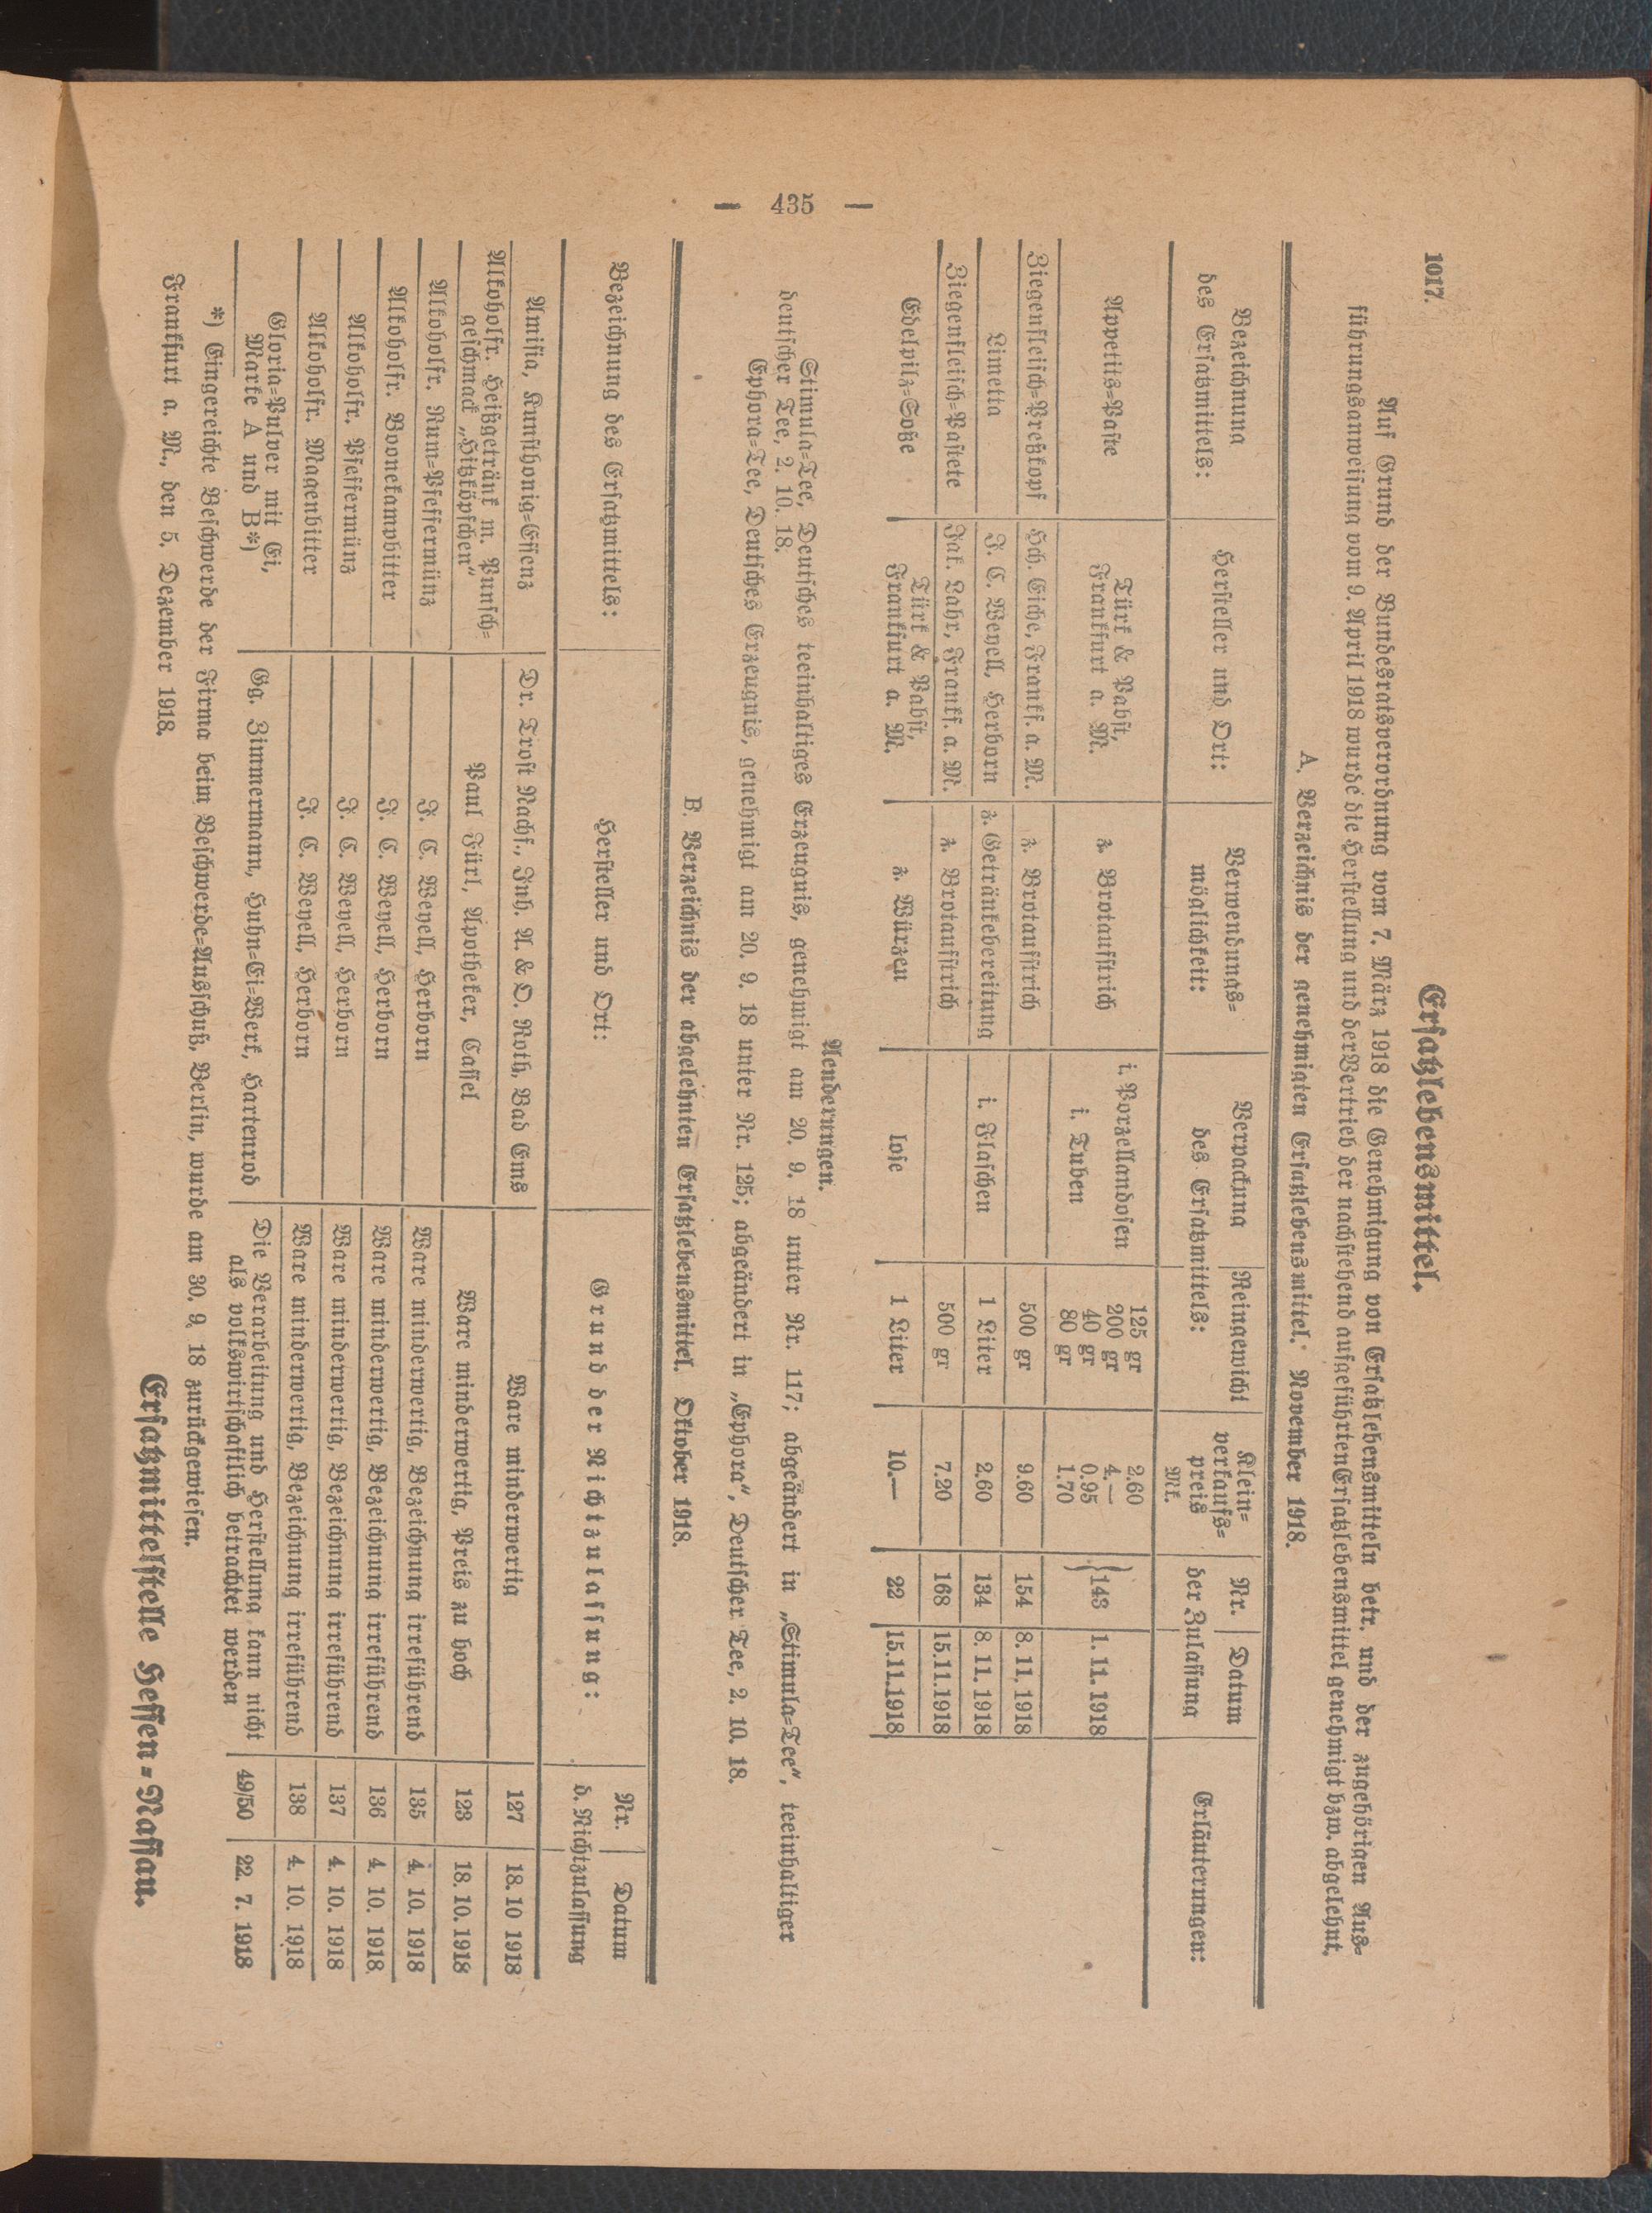 — 435 —
1017.
Ersatzlebensmittel.
Auf Grund der Bundesratsverordnung vom 7. März 1918 die Genehmigung von Ersatzlebensmitteln betr. und der zugehörigen Aus-
führungsanweisung vom 9. April 1918 wurde die Herstellung und der Vertrieb der nachstehend aufgeführten Ersatzlebensmittel genehmigt bzw. abgelehnt.
A. Verzeichnis der genehmigten Ersatzlebensmittel. November 1918.
Bezeichnung des Ersatzmittels: Hersteller und Ort: Verwendungs- möglichkeit: Verpackung Reingewicht des Ersatzmittels: Klein- verkaufs- preis Mk. Nr. Datum der Zulassung Erläuterungen:
Appetits-Paste Türk & Pabst, Frankfurt a. M. z. Brotaufstrich i. Porzellandosen 125 gr 2.60 143 1. 11. 1918
200 gr 4.—
i. Tuben 40 gr 0.95
80 gr 1.70
Ziegenfleisch-Preßkopf Hch. Eiche, Frankf. a. M. z. Brotaufstrich 500 gr 9.60 154 8. 11. 1918
Limetta J. C. Weyell, Herborn z. Getränkebereitung i. Flaschen 1 Liter 2.60 134 8. 11. 1918
Ziegenfleisch-Pastete Jak. Lahr, Frankf. a. M. z. Brotaufstrich 500 gr 7.20 168 15.11.1918
Edelpilz-Soße Türk & Pabst, Frankfurt a. M. z. Würzen lose 1 Liter 10.— 22 15.11.1918
Aenderungen.
Stimula-Tee, Deutsches teeinhaltiges Erzeugnis, genehmigt am 20. 9. 18 unter Nr. 117; abgeändert in „Stimula-Tee“, teeinhaltiger
deutscher Tee, 2. 10. 18.
Ephora-Tee, Deutsches Erzeugnis, genehmigt am 20. 9. 18 unter Nr. 125; abgeändert in „Ephora“, Deutscher Tee, 2. 10. 18.
B. Verzeichnis der abgelehnten Ersatzlebensmittel. Oktober 1918.
Bezeichnung des Ersatzmittels: Hersteller und Ort: Grund der Nichtzulassung: Nr. Datum d. Nichtzulassung
Amisia, Kunsthonig-Essenz Dr. Trost Nachf., Inh. A. & O. Roth, Bad Ems Ware minderwertig 127 18. 10 1918
Alkoholfr. Heißgetränk m. Punsch-
geschmack „Hitzköpfchen“ Paul Fürl, Apotheker, Cassel Ware minderwertig, Preis zu hoch 123 18. 10. 1918
Alkoholfr. Rum-Pfeffermünz J. C. Weyell, Herborn Ware minderwertig, Bezeichnung irreführend 135 4. 10. 1918
Alkoholfr. Boonekampbitter J. C. Weyell, Herborn Ware minderwertig, Bezeichnung irreführend 136 4. 10. 1918.
Alkoholfr. Pfeffermünz J. C. Weyell, Herborn Ware minderwertig, Bezeichnung irreführend 137 4. 10. 1918
Alkoholfr. Magenbitter J. C. Weyell, Herborn Ware minderwertig, Bezeichnung irreführend 138 4. 10. 1918
Gloria-Pulver mit Ei,
Marke A und B*) Gg. Zimmermann, Huhn-Ei-Werk, Hartenrod Die Verarbeitung und Herstellung kann nicht
als volkswirtschaftlich betrachtet werden 49/50 22. 7. 1918
*) Eingereichte Beschwerde der Firma beim Beschwerde-Ausschuß, Berlin, wurde am 30. 9. 18 zurückgewiesen.
Frankfurt a. M., den 5. Dezember 1918.
Ersatzmittelstelle Hessen-Nassau.